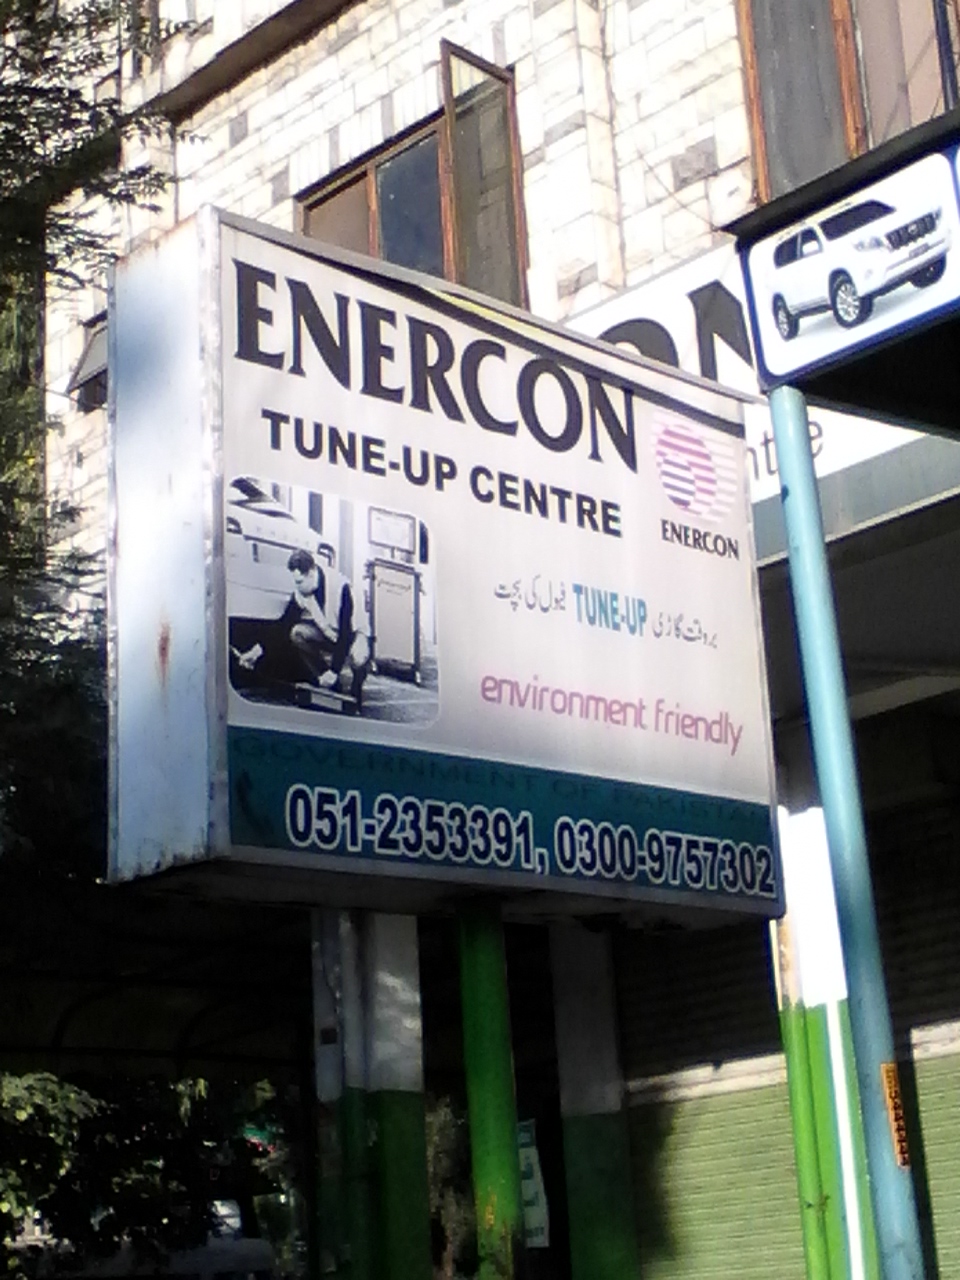 ENERCON
TUNE-UP CENTRE
ENERCON
بروقت گاڑی TUNE-UP فیول کی بچت
environment friendly
GOVERNMENT OF PAKISTAN
051-2353391, 0300-9757302
ntre